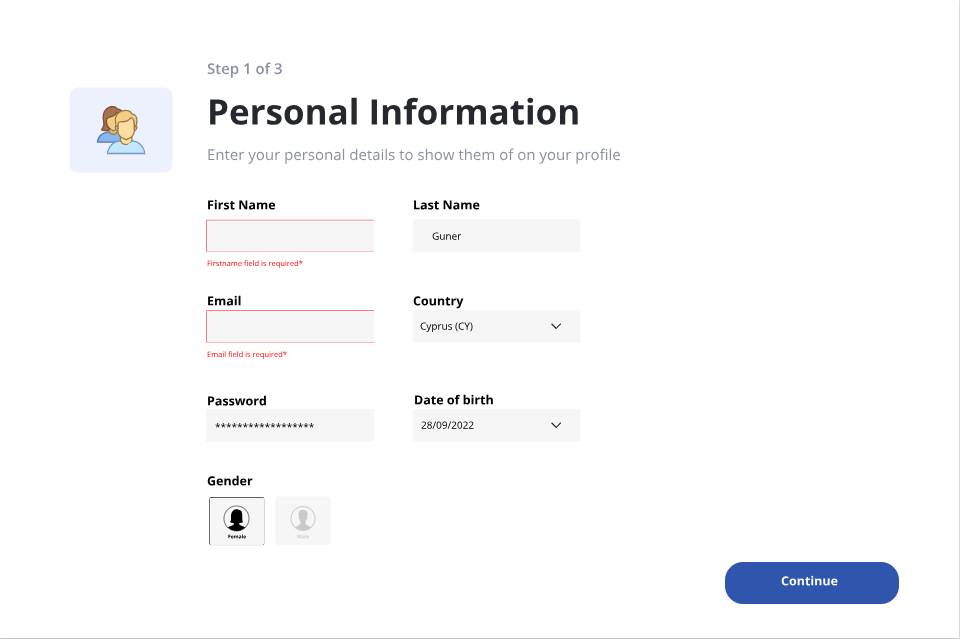 Step 1 of 3
Personal Information
Enter your personal details to show them of on your profile
First Name
Last Name
Guner
Firstname field is required*
Email
Country
Cyprus (CY)
Email field is required*
Password
Date of birth
******************
28/09/2022
Gender
Female
Male
Continue